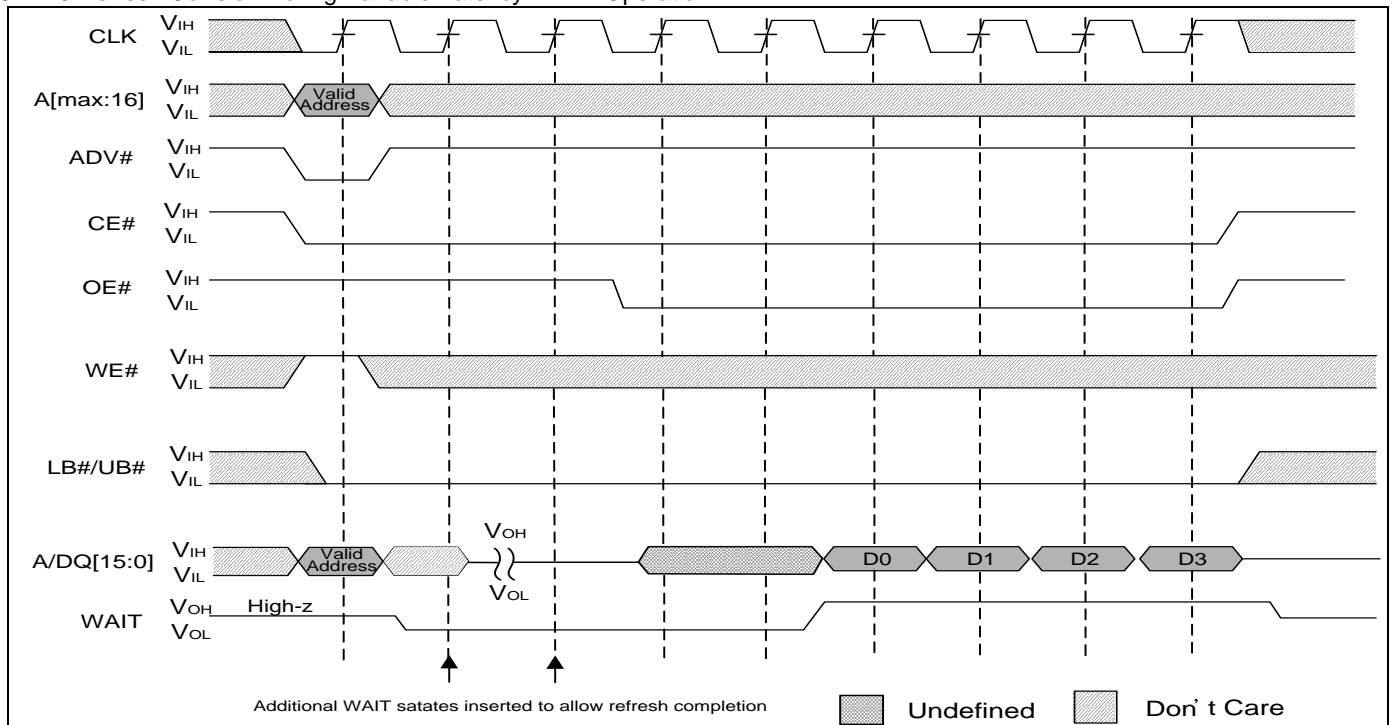 CLK VIH
VIL
A[max:16] VIH
VIL
Valid
Address
ADV# VIH
VIL
CE# VIH
VIL
OE# VIH
VIL
WE# VIH
VIL
LB#/UB# VIH
VIL
A/DQ[15:0] VIH
VIL
Valid
Address
VOH
VOL
D0 D1 D2 D3
WAIT VOH High-z
VOL
Additional WAIT satates inserted to allow refresh completion
Undefined Don' t Care